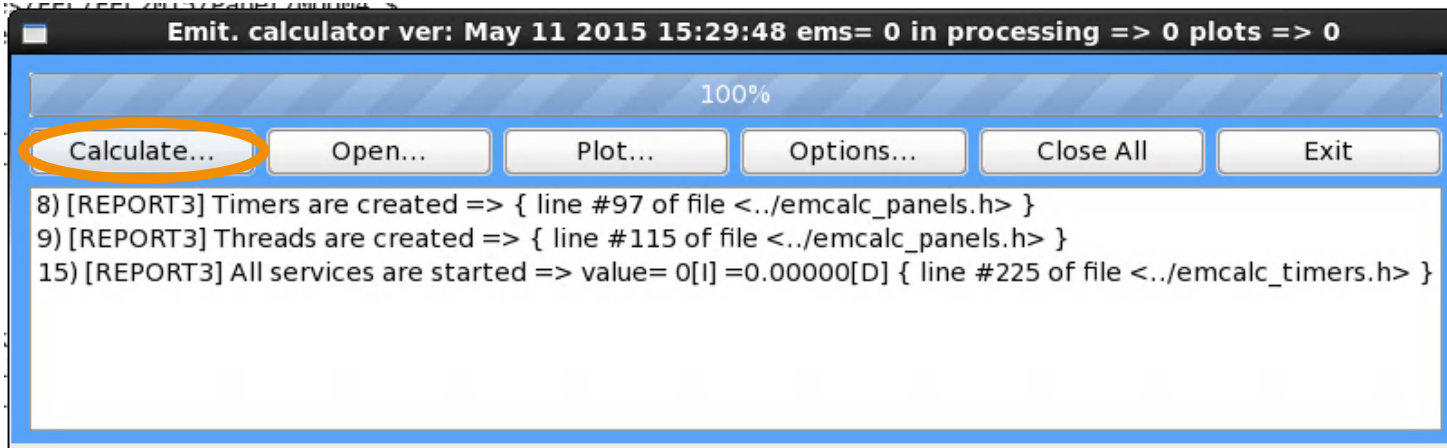 Emit. calculator ver: May 11 2015 15:29:48 ems= 0 in processing => 0 plots => 0
100%
Calculate... Open... Plot... Options... Close All Exit
8) [REPORT3] Timers are created => { line #97 of file <../emcalc_panels.h> }
9) [REPORT3] Threads are created => { line #115 of file <../emcalc_panels.h> }
15) [REPORT3] All services are started => value= 0[I] =0.00000[D] { line #225 of file <../emcalc_timers.h> }